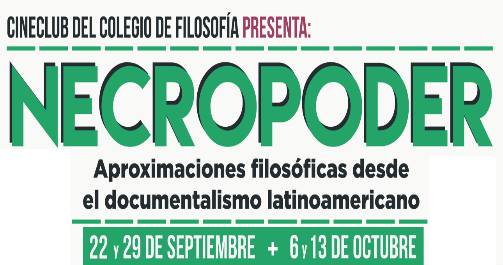 CINECLUB DEL COLEGIO DE FILOSOFÍA PRESENTA:
NECROPODER
Aproximaciones filosóficas desde
el documentalismo latinoamericano
22 y 29 DE SEPTIEMBRE + 6 y 13 DE OCTUBRE